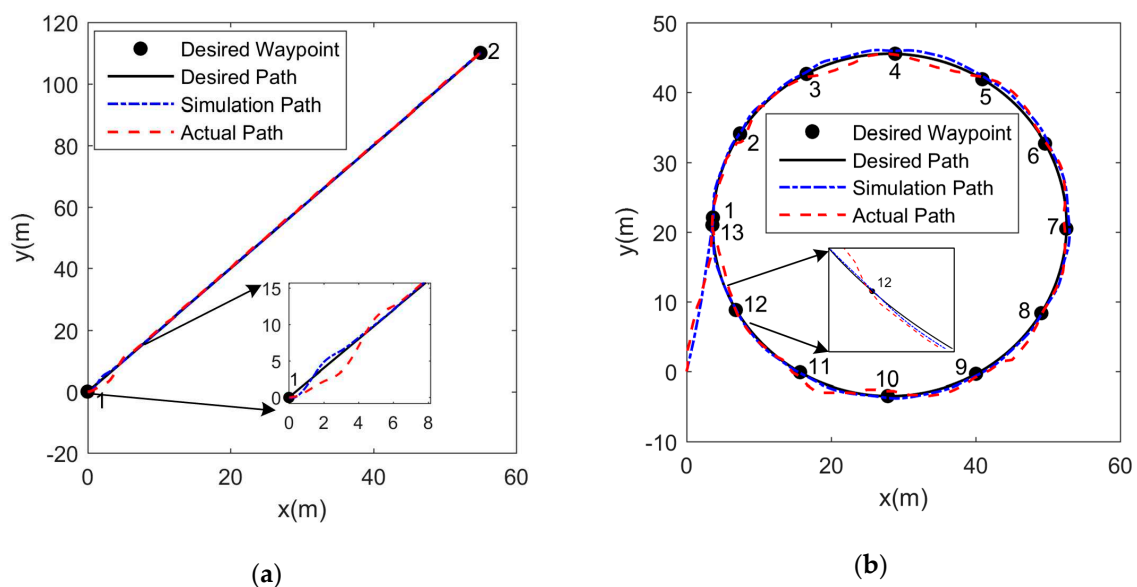 120
100
80
60
40
20
0
-20
y(m)
Desired Waypoint
Desired Path
Simulation Path
Actual Path
2
1
15
10
5
0
1
0 2 4 6 8
0 20 40 60
x(m)
(a)
50
40
30
20
10
0
-10
y(m)
4
3
5
2
6
Desired Waypoint
Desired Path
Simulation Path
Actual Path
1
13
7
12
12
8
11
10
9
0 20 40 60
x(m)
(b)